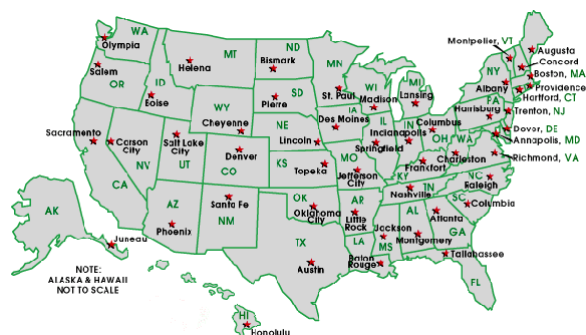 WA
Olympia
MT
Helena
ND
Bismark
MN
Montpelier, VT
Augusta
Concord
Boston, MA
Providence
Hartford, CT
Salem
OR
ID
Boise
SD
Pierre
St. Paul
WI
Madison
MI
Lansing
NY
Albany
PA
Harrisburg
Trenton, NJ
Dover, DE
Annapolis, MD
Richmond, VA
WY
Cheyenne
NE
Lincoln
IA
Des Moines
IL
Springfield
IN
Indianapolis
Columbus
OH
WA
Charleston
Sacramento
Carson
City
NV
Salt Lake
City
UT
Denver
CO
KS
Topeka
MO
Jefferson
City
KY
Frankfort
CA
AZ
Phoenix
Santa Fe
NM
OK
Oklahoma
City
AR
Little
Rock
TN
Nashville
NC
Raleigh
SC
Columbia
TX
Austin
LA
Baton
Rouge
MS
Jackson
AL
Montgomery
Atlanta
GA
Tallabassee
FL
AK
Juneau
NOTE:
ALASKA & HAWAII
NOT TO SCALE
HI
Honolulu